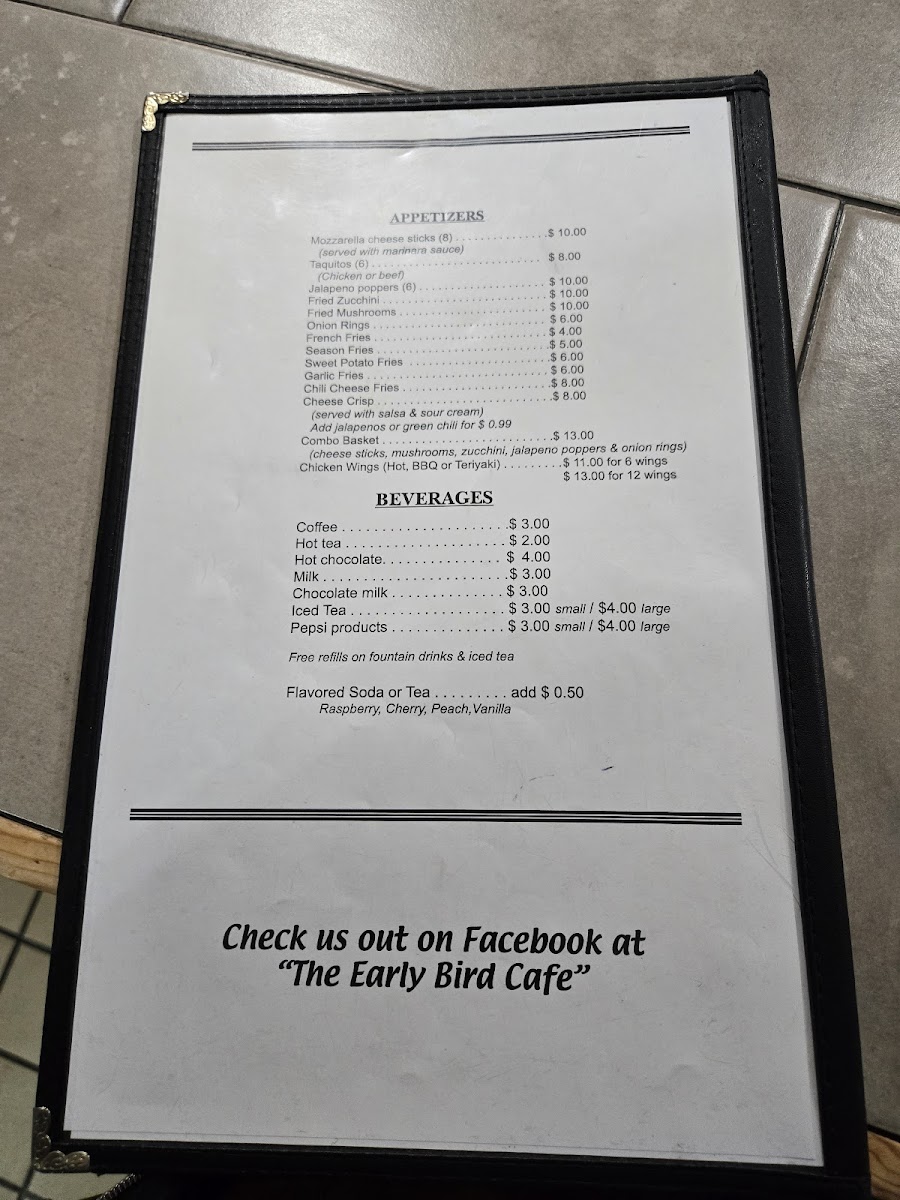 APPETIZERS
Mozzarella cheese sticks (8) . . . . . . . . . . . . . . $ 10.00
(served with marinara sauce)
Taquitos (6) . . . . . . . . . . . . . . . . . . . . . . . . . . $ 8.00
(Chicken or beef)
Jalapeno poppers (6) . . . . . . . . . . . . . . . . . . . $ 10.00
Fried Zucchini . . . . . . . . . . . . . . . . . . . . . . . . . $ 10.00
Fried Mushrooms . . . . . . . . . . . . . . . . . . . . . . $ 10.00
Onion Rings . . . . . . . . . . . . . . . . . . . . . . . . . . $ 6.00
French Fries . . . . . . . . . . . . . . . . . . . . . . . . . . $ 4.00
Season Fries . . . . . . . . . . . . . . . . . . . . . . . . . . $ 5.00
Sweet Potato Fries . . . . . . . . . . . . . . . . . . . . . $ 6.00
Garlic Fries . . . . . . . . . . . . . . . . . . . . . . . . . . . $ 6.00
Chili Cheese Fries . . . . . . . . . . . . . . . . . . . . . . $ 8.00
Cheese Crisp . . . . . . . . . . . . . . . . . . . . . . . . . . $ 8.00
(served with salsa & sour cream)
Add jalapenos or green chili for $ 0.99
Combo Basket . . . . . . . . . . . . . . . . . . . . . . . . . $ 13.00
(cheese sticks, mushrooms, zucchini, jalapeno poppers & onion rings)
Chicken Wings (Hot, BBQ or Teriyaki) . . . . . . . . . $ 11.00 for 6 wings
$ 13.00 for 12 wings
BEVERAGES
Coffee . . . . . . . . . . . . . . . . . . . . . $ 3.00
Hot tea . . . . . . . . . . . . . . . . . . . . $ 2.00
Hot chocolate. . . . . . . . . . . . . . . $ 4.00
Milk . . . . . . . . . . . . . . . . . . . . . . . $ 3.00
Chocolate milk . . . . . . . . . . . . . . $ 3.00
Iced Tea . . . . . . . . . . . . . . . . . . . $ 3.00 small / $4.00 large
Pepsi products . . . . . . . . . . . . . . $ 3.00 small / $4.00 large
Free refills on fountain drinks & iced tea
Flavored Soda or Tea . . . . . . . . . add $ 0.50
Raspberry, Cherry, Peach,Vanilla
Check us out on Facebook at
“The Early Bird Cafe”